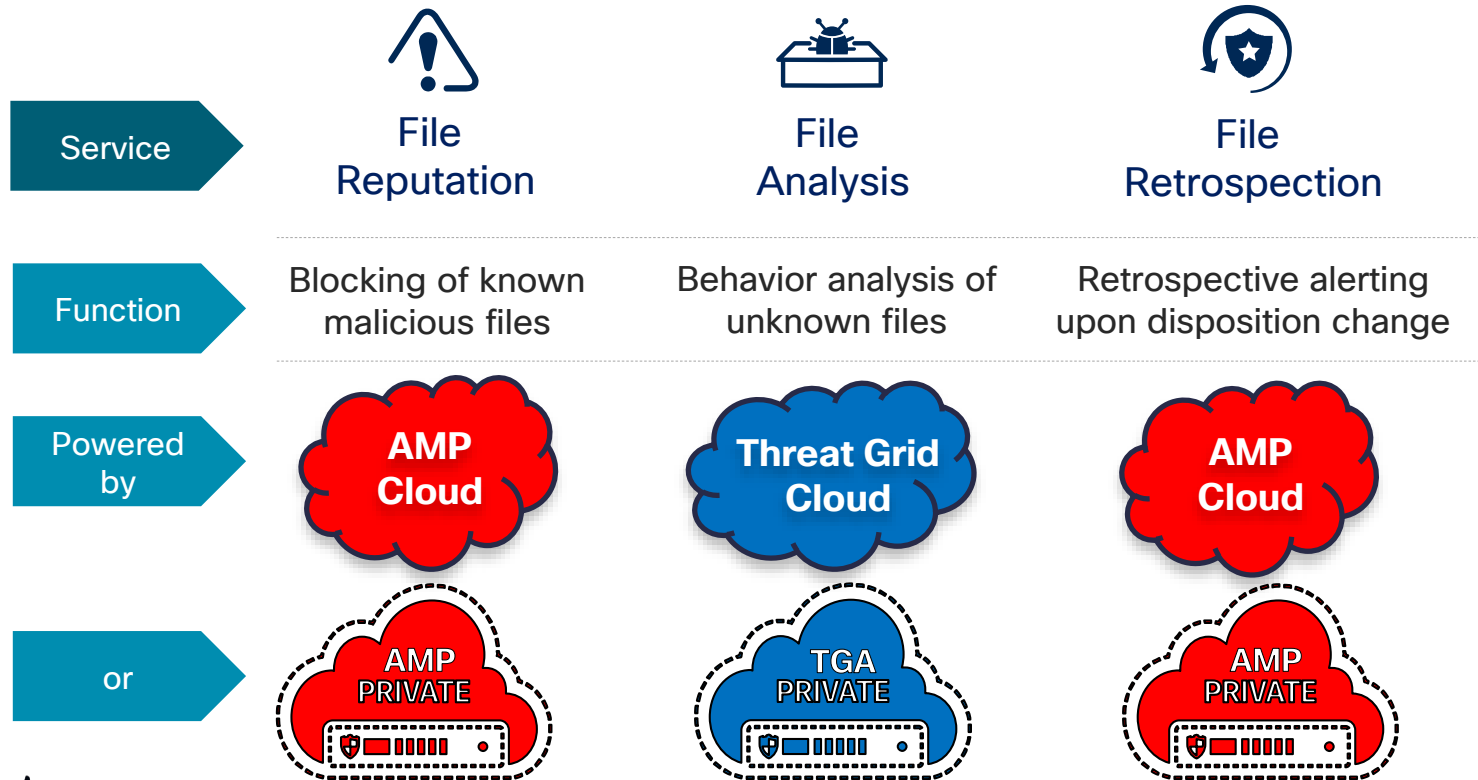 Service
File
Reputation
File
Analysis
File
Retrospection
Function
Blocking of known
malicious files
Behavior analysis of
unknown files
Retrospective alerting
upon disposition change
Powered
by
AMP
Cloud
Threat Grid
Cloud
AMP
Cloud
or
AMP
PRIVATE
TGA
PRIVATE
AMP
PRIVATE